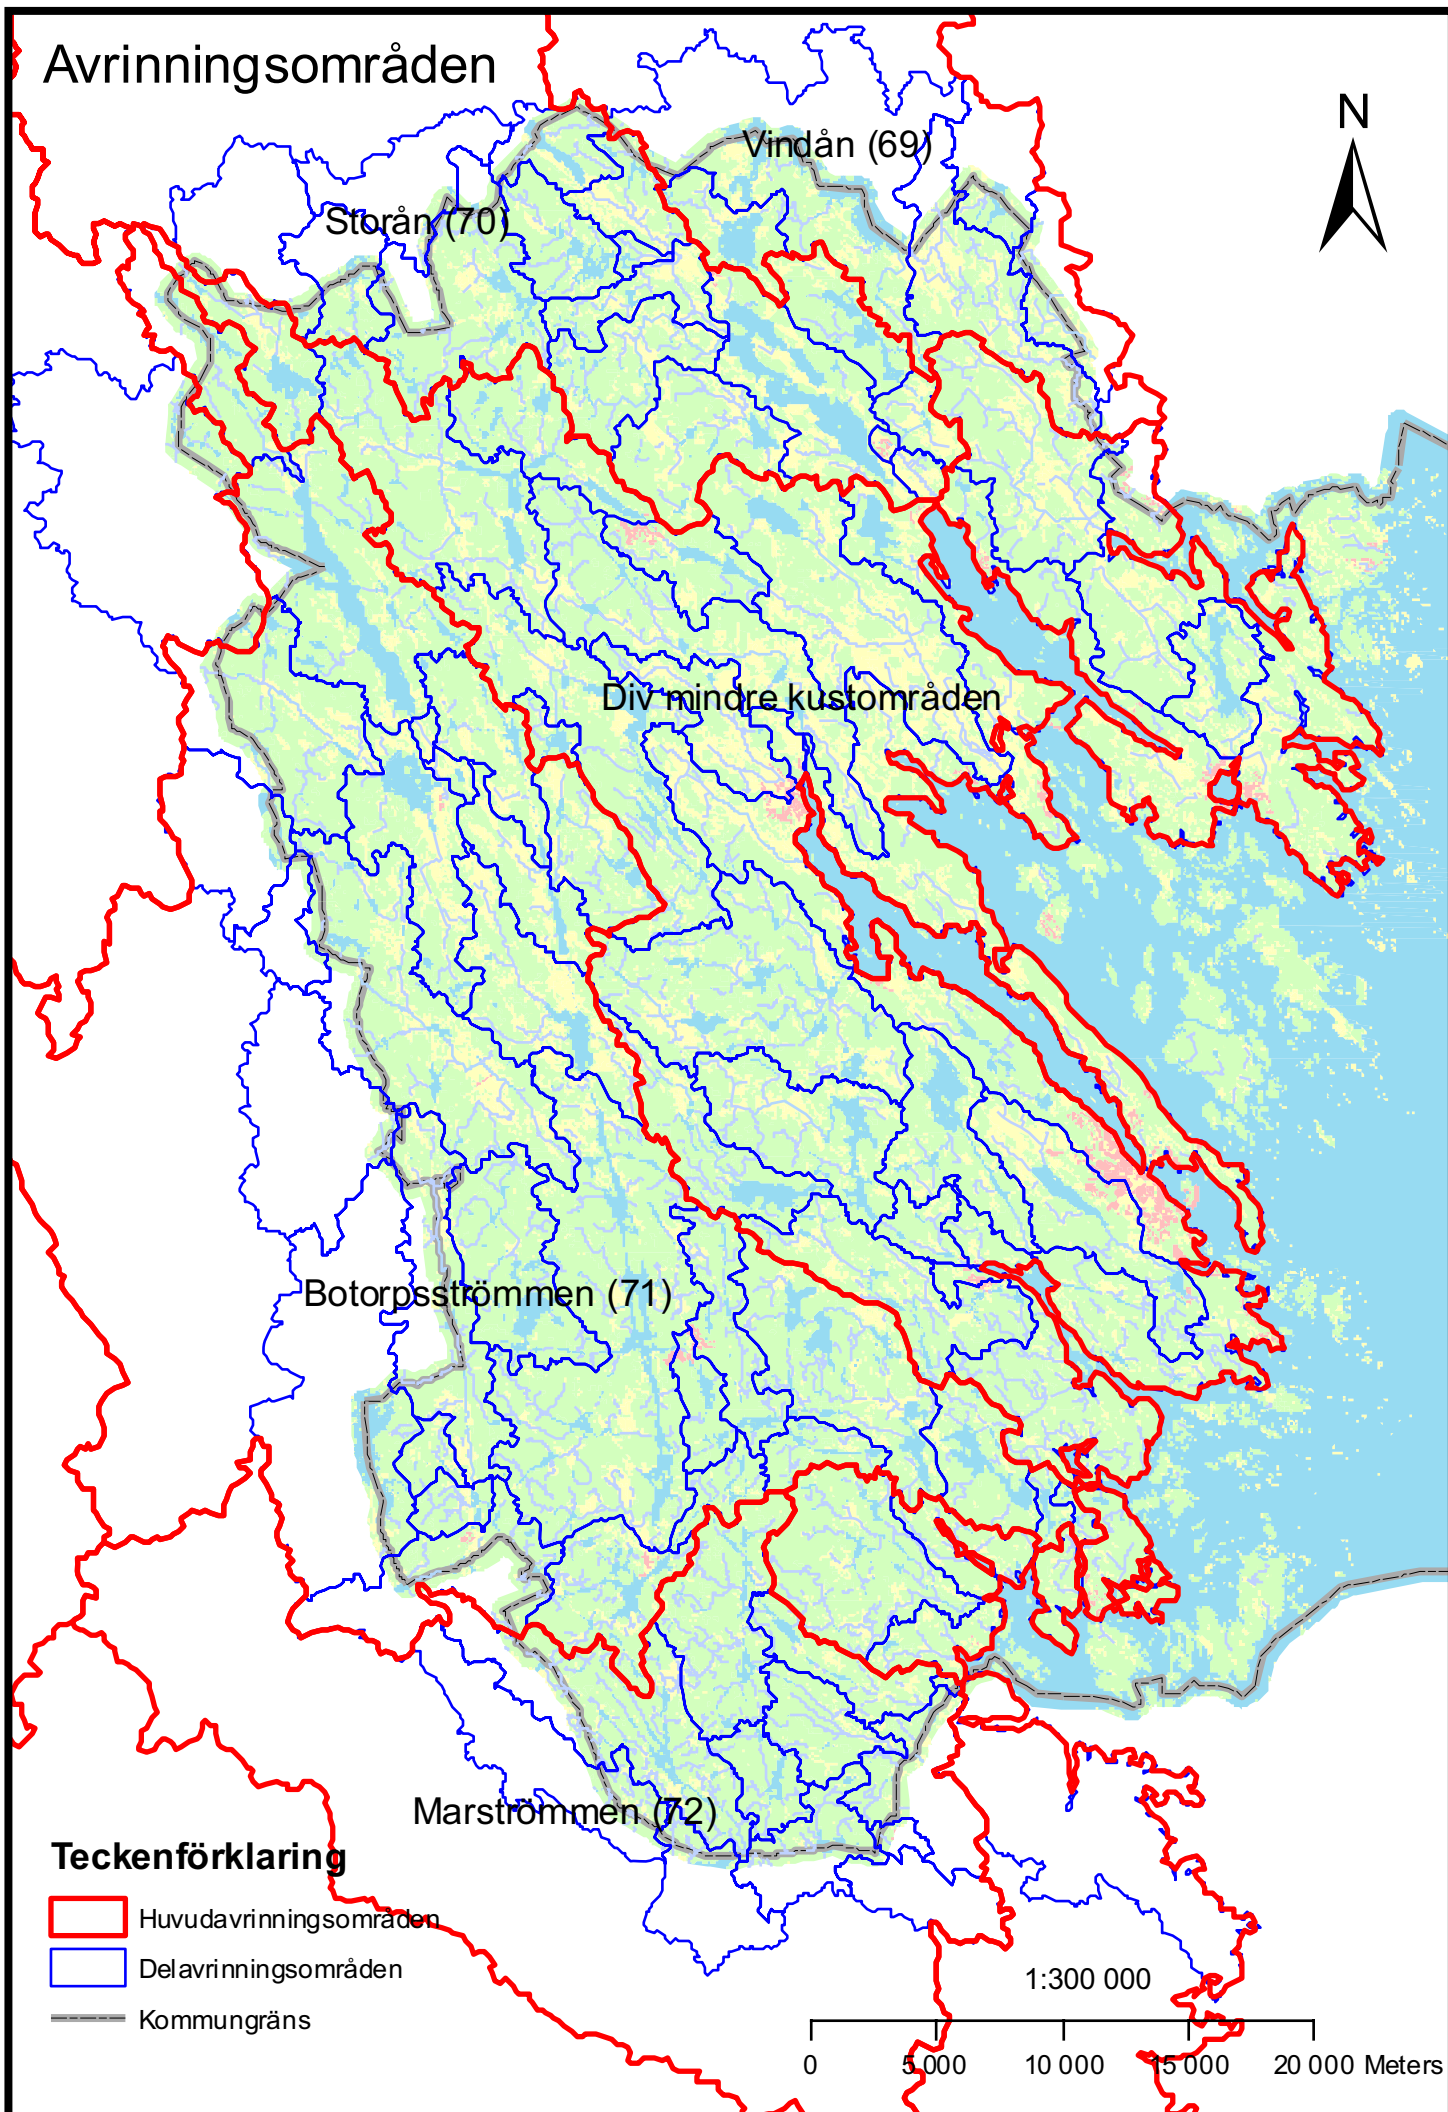 Avrinningsområden
N
Vindån (69)
Storån (70)
Div mindre kustområden
Botorpsströmmen (71)
Marströmmen (72)
Teckenförklaring
Huvudavrinningsområden
Delavrinningsområden
Kommungräns
1:300 000
0 5 000 10 000 15 000 20 000 Meters